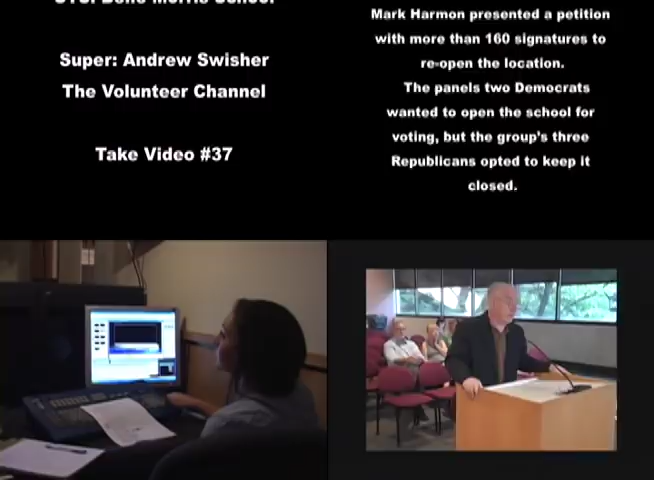 Super: Andrew Swisher
The Volunteer Channel
Take Video #37
Mark Harmon presented a petition
with more than 160 signatures to
re-open the location.
The panels two Democrats
wanted to open the school for
voting, but the group's three
Republicans opted to keep it
closed.